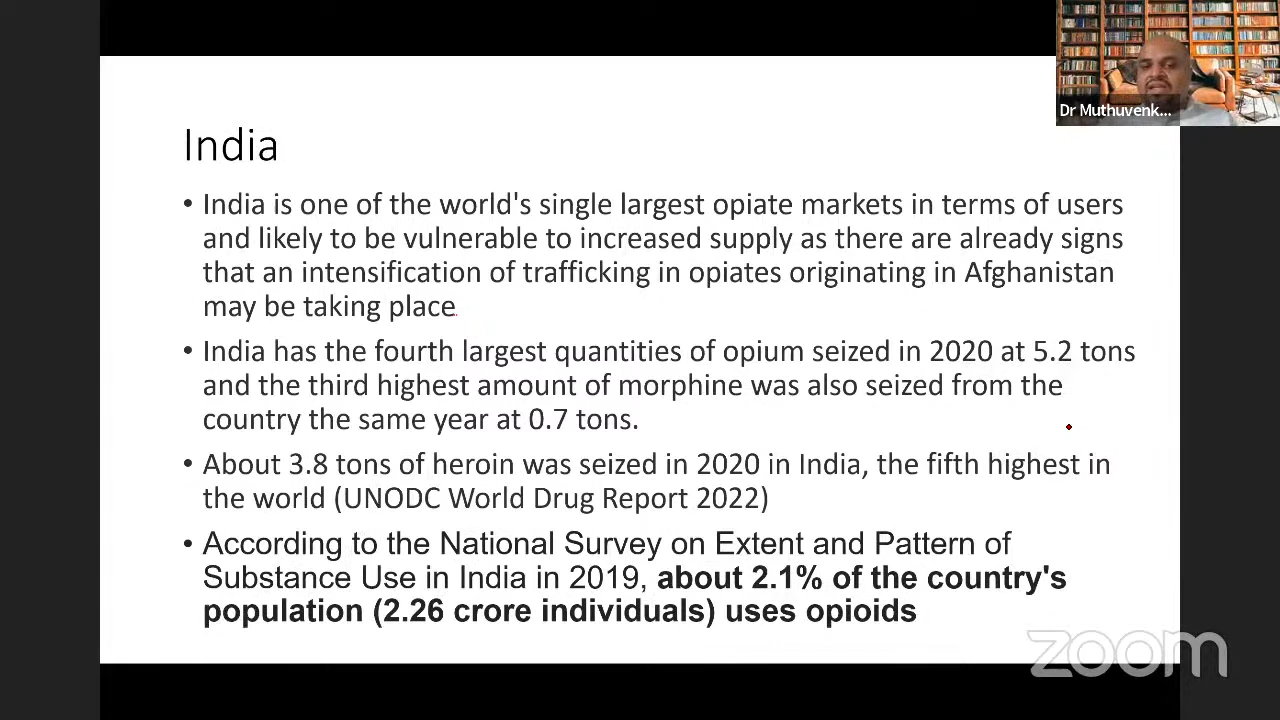 Dr Muthuvenk...
India
• India is one of the world's single largest opiate markets in terms of users
and likely to be vulnerable to increased supply as there are already signs
that an intensification of trafficking in opiates originating in Afghanistan
may be taking place.
• India has the fourth largest quantities of opium seized in 2020 at 5.2 tons
and the third highest amount of morphine was also seized from the
country the same year at 0.7 tons.
• About 3.8 tons of heroin was seized in 2020 in India, the fifth highest in
the world (UNODC World Drug Report 2022)
• According to the National Survey on Extent and Pattern of
Substance Use in India in 2019, about 2.1% of the country's
population (2.26 crore individuals) uses opioids
zoom